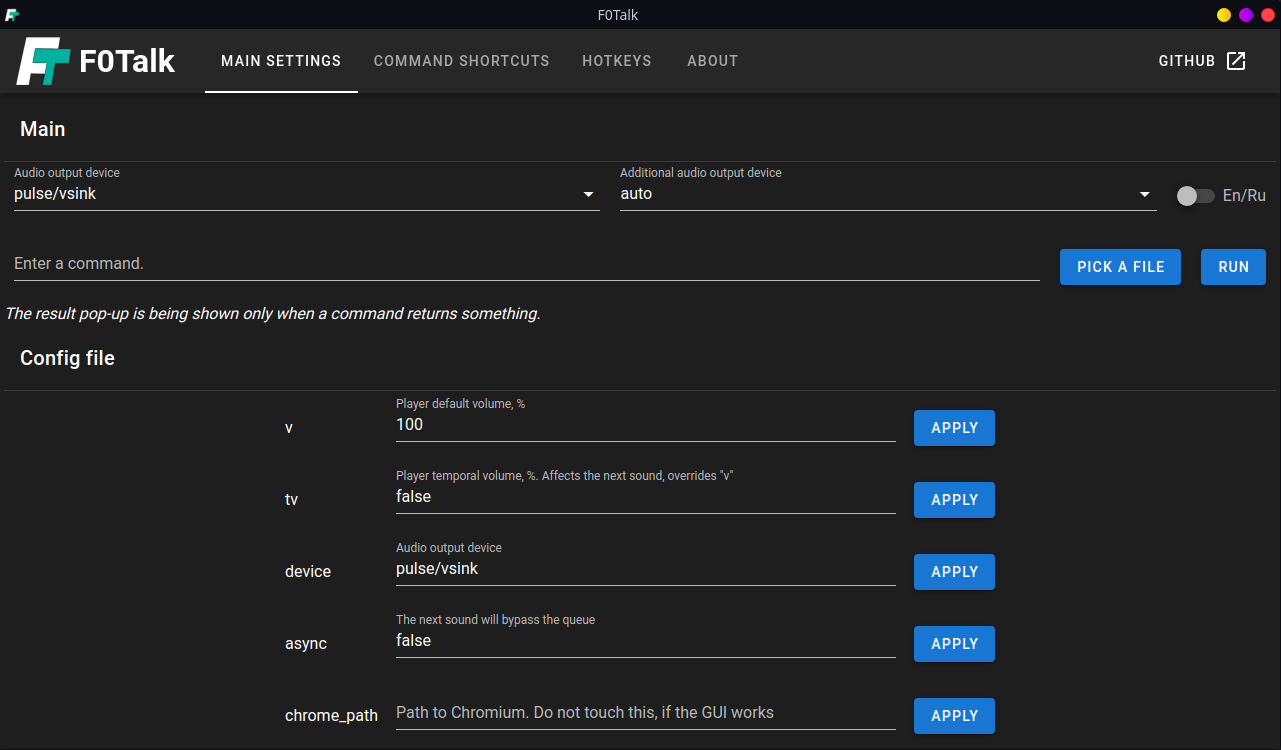 F0Talk
F0Talk MAIN SETTINGS COMMAND SHORTCUTS HOTKEYS ABOUT GITHUB
Main
Audio output device Additional audio output device
pulse/vsink auto En/Ru
Enter a command. PICK A FILE RUN
The result pop-up is being shown only when a command returns something.
Config file
Player default volume, %
v 100 APPLY
Player temporal volume, %. Affects the next sound, overrides "v"
tv false APPLY
Audio output device
device pulse/vsink APPLY
The next sound will bypass the queue
async false APPLY
chrome_path Path to Chromium. Do not touch this, if the GUI works APPLY